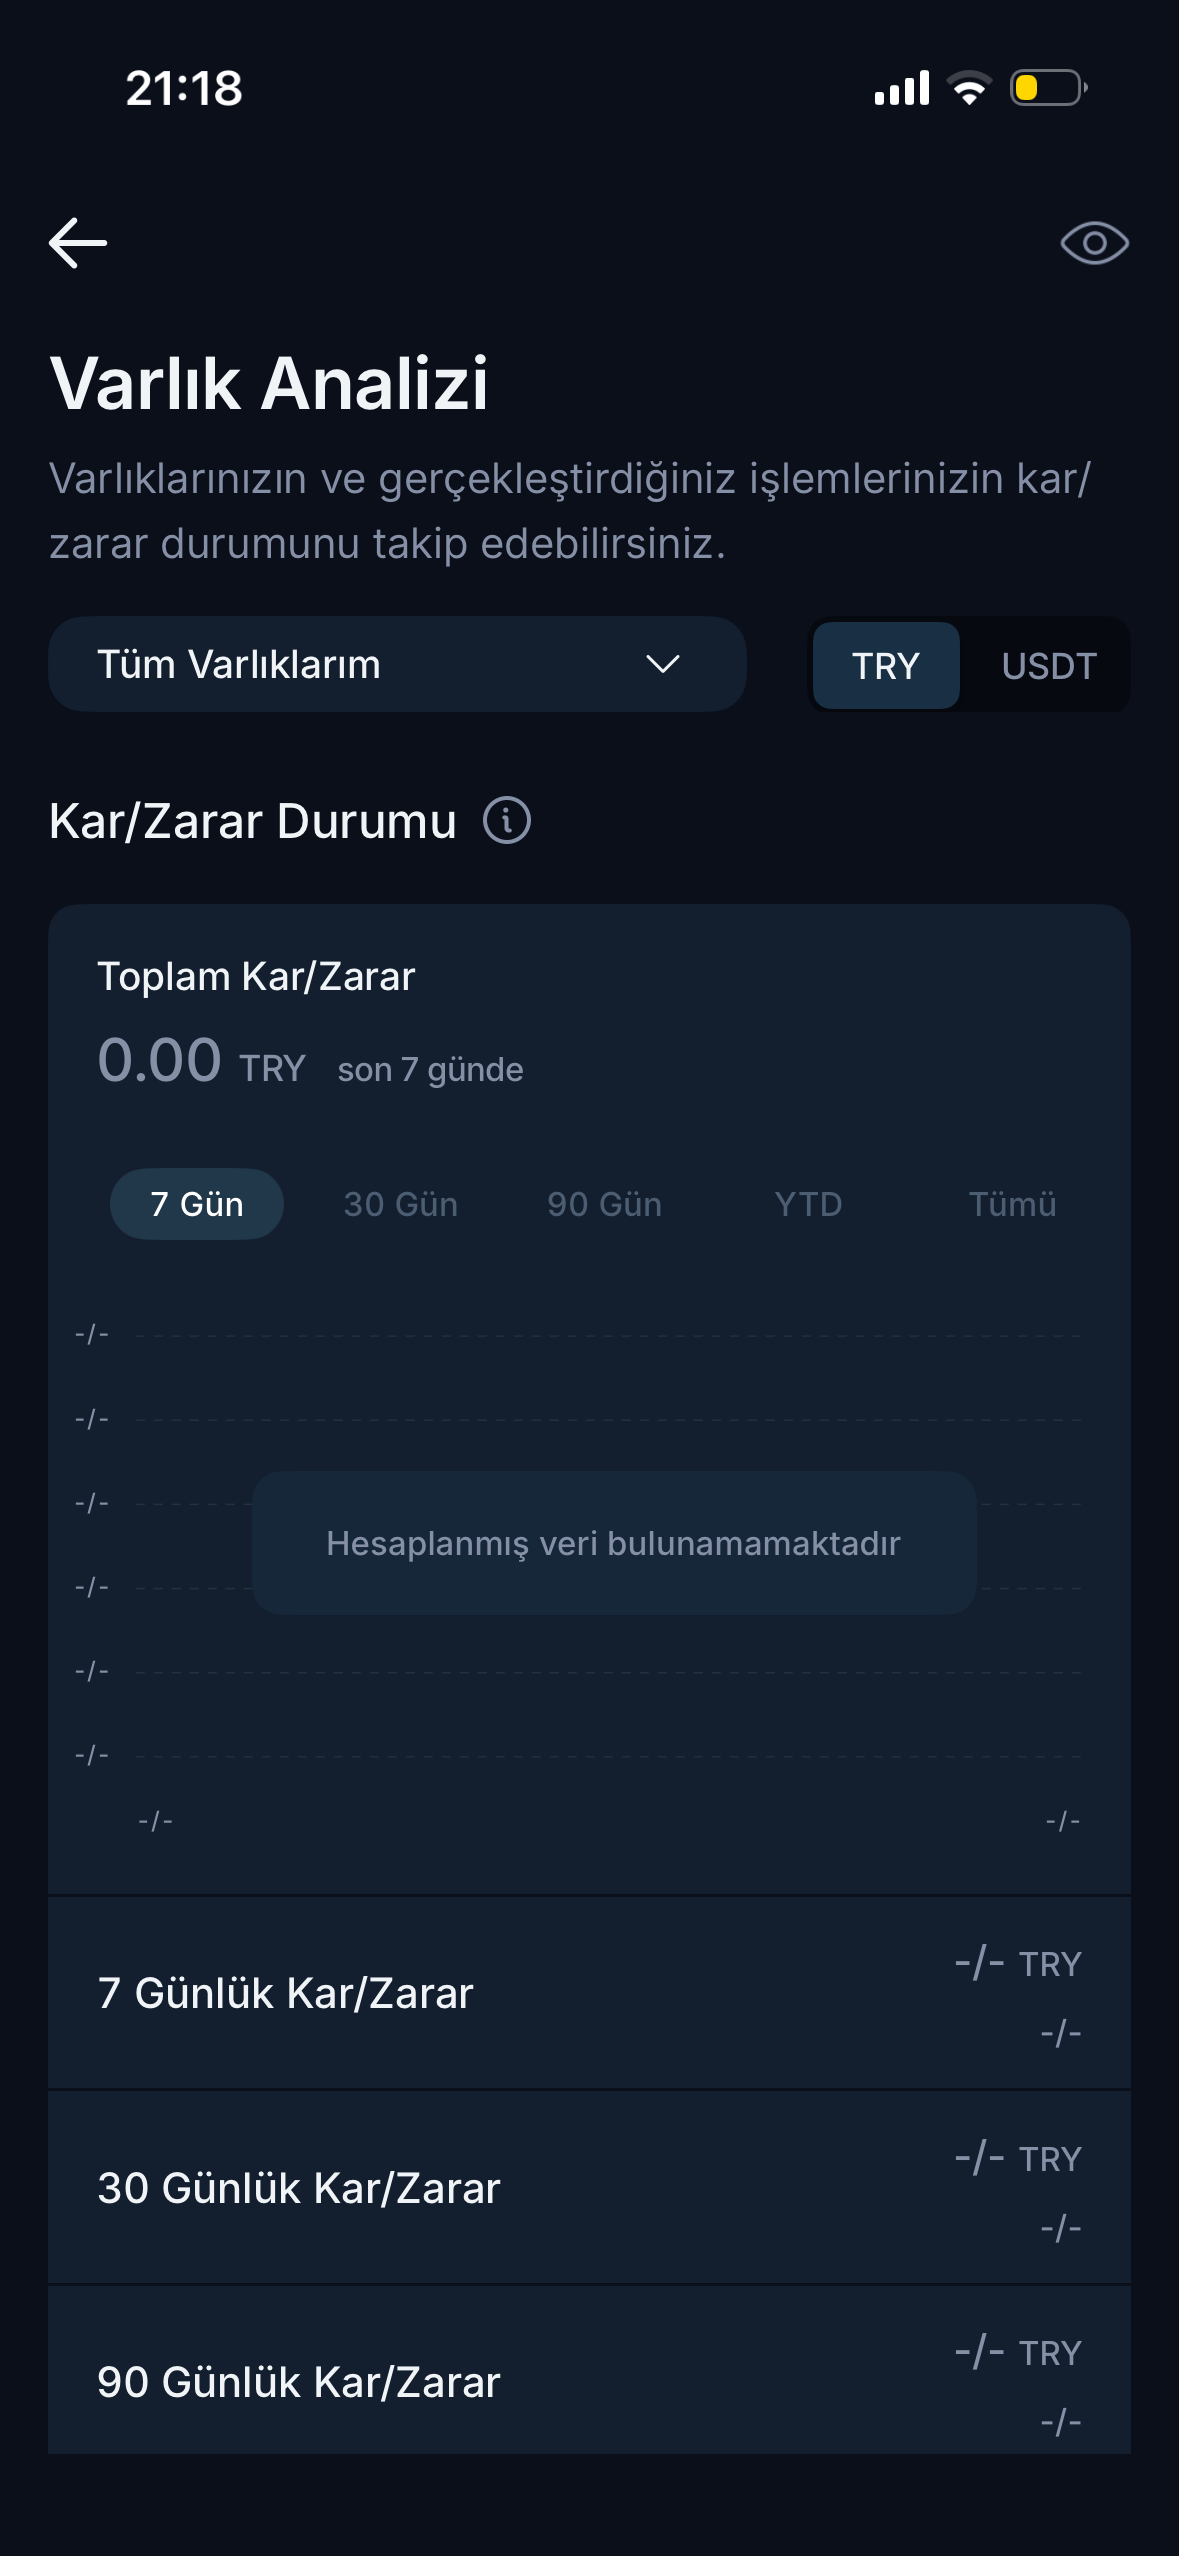 21:18
Varlık Analizi
Varlıklarınızın ve gerçekleştirdiğiniz işlemlerinizin kar/
zarar durumunu takip edebilirsiniz.
Tüm Varlıklarım
TRY USDT
Kar/Zarar Durumu
Toplam Kar/Zarar
0.00 TRY son 7 günde
7 Gün 30 Gün 90 Gün YTD Tümü
-/-
-/-
-/-
Hesaplanmış veri bulunamamaktadır
-/-
-/-
-/-
-/- -/-
7 Günlük Kar/Zarar
-/- TRY
-/-
30 Günlük Kar/Zarar
-/- TRY
-/-
90 Günlük Kar/Zarar
-/- TRY
-/-